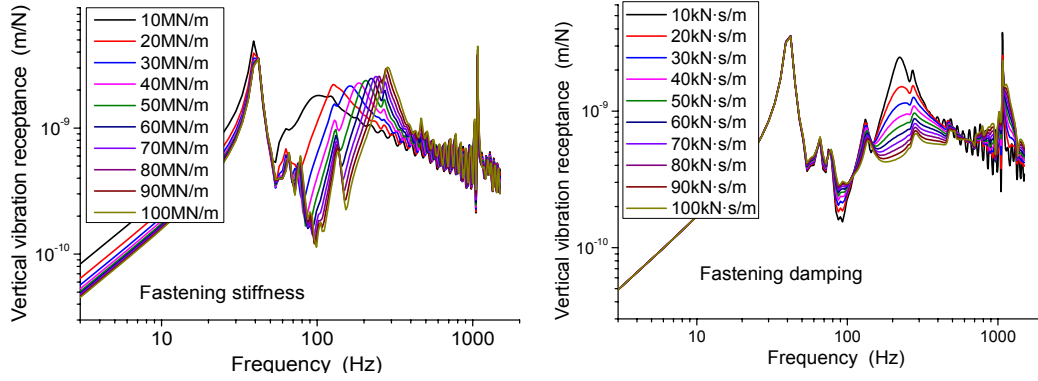 Vertical vibration receptance (m/N)
10MN/m
20MN/m
30MN/m
40MN/m
50MN/m
60MN/m
70MN/m
80MN/m
90MN/m
100MN/m
10⁻⁹
10⁻¹⁰
Fastening stiffness
10 100 1000
Frequency (Hz)
Vertical vibration receptance (m/N)
10kN·s/m
20kN·s/m
30kN·s/m
40kN·s/m
50kN·s/m
60kN·s/m
70kN·s/m
80kN·s/m
90kN·s/m
100kN·s/m
10⁻⁹
10⁻¹⁰
Fastening damping
10 100 1000
Frequency (Hz)